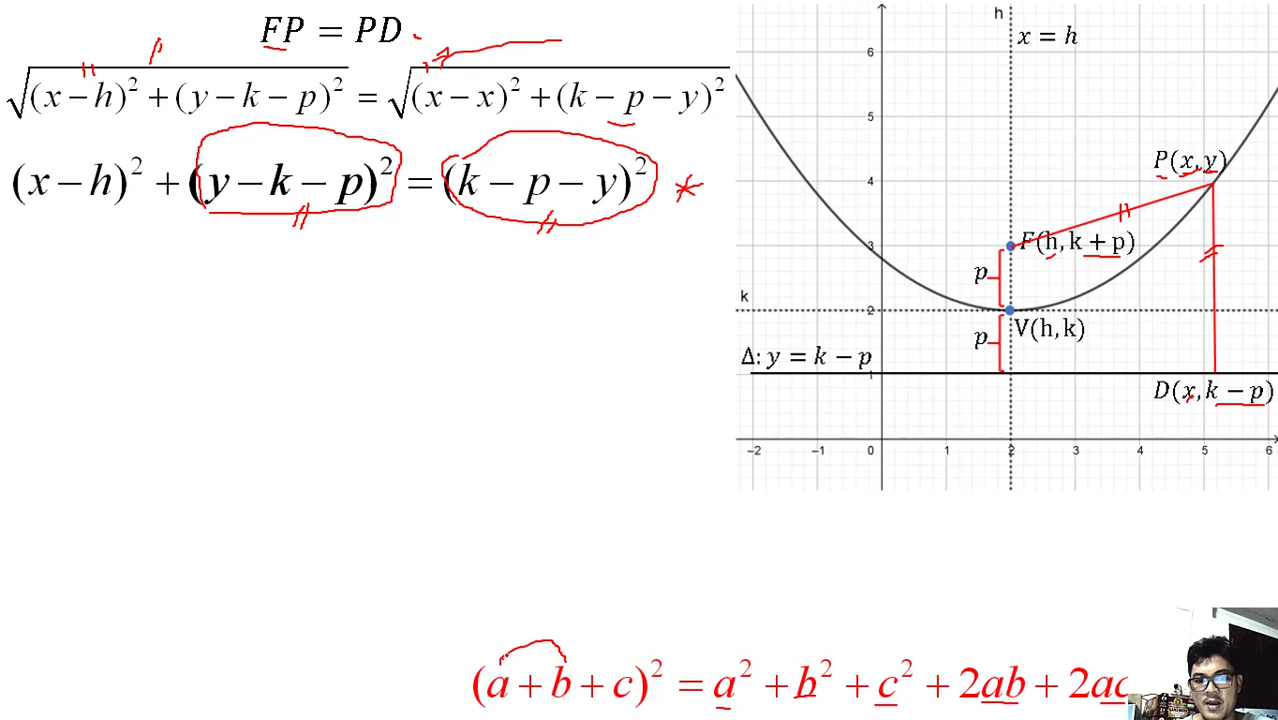 FP = PD
√(x − h)² + (y − k − p)² = √(x − x)² + (k − p − y)²
(x − h)² + (y − k − p)² = (k − p − y)²
h
x = h
6
5
P(x, y)
4
3
F(h, k + p)
p
k
2
V(h, k)
p
Δ: y = k − p
1
D(x, k − p)
−2 −1 0 1 2 3 4 5 6
(a + b + c)² = a² + b² + c² + 2ab + 2ac